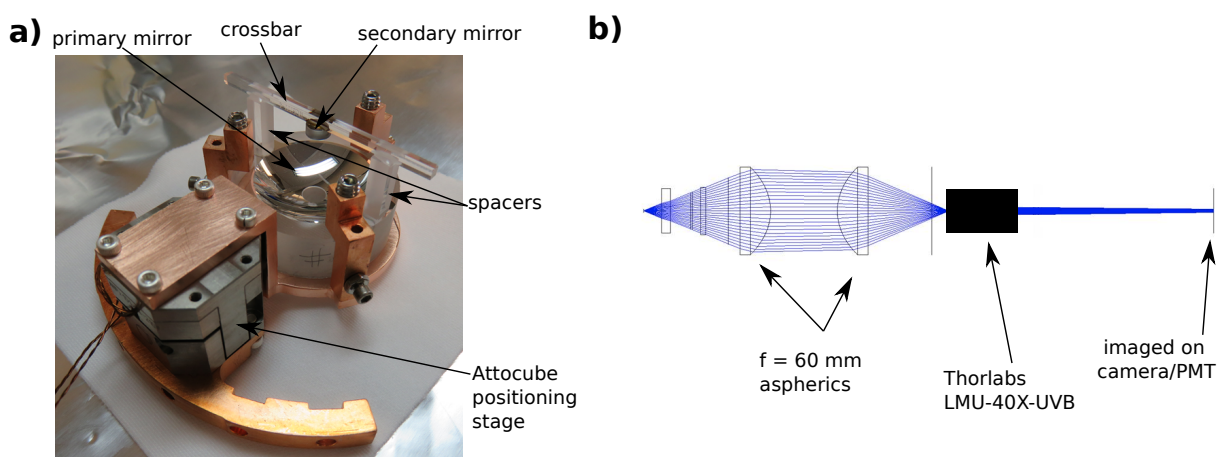 a)
primary mirror
crossbar
secondary mirror
spacers
Attocube
positioning
stage
b)
f = 60 mm
aspherics
Thorlabs
LMU-40X-UVB
imaged on
camera/PMT